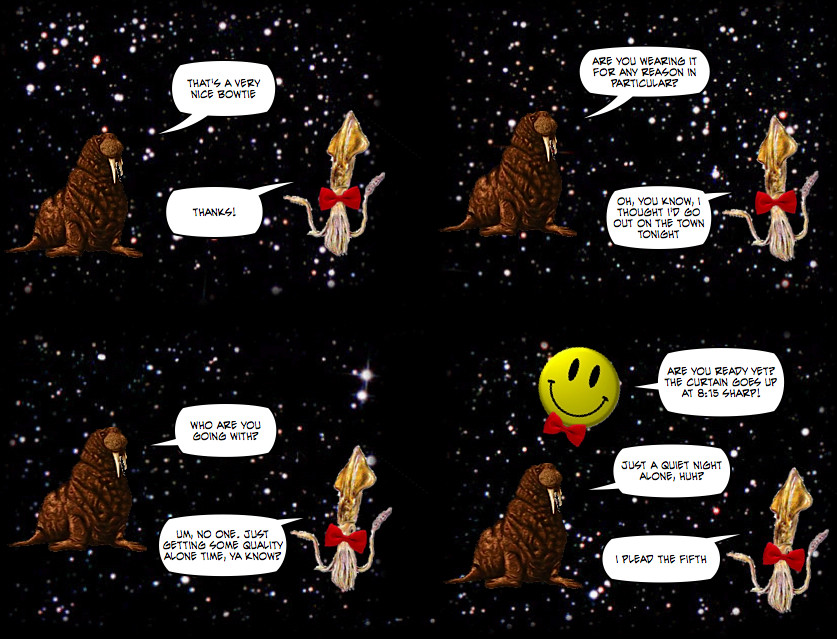 THAT'S A VERY
NICE BOWTIE
THANKS!
ARE YOU WEARING IT
FOR ANY REASON IN
PARTICULAR?
OH, YOU KNOW, I
THOUGHT I'D GO
OUT ON THE TOWN
TONIGHT
WHO ARE YOU
GOING WITH?
UM, NO ONE. JUST
GETTING SOME QUALITY
ALONE TIME, YA KNOW?
ARE YOU READY YET?
THE CURTAIN GOES UP
AT 8:15 SHARP!
JUST A QUIET NIGHT
ALONE, HUH?
I PLEAD THE FIFTH